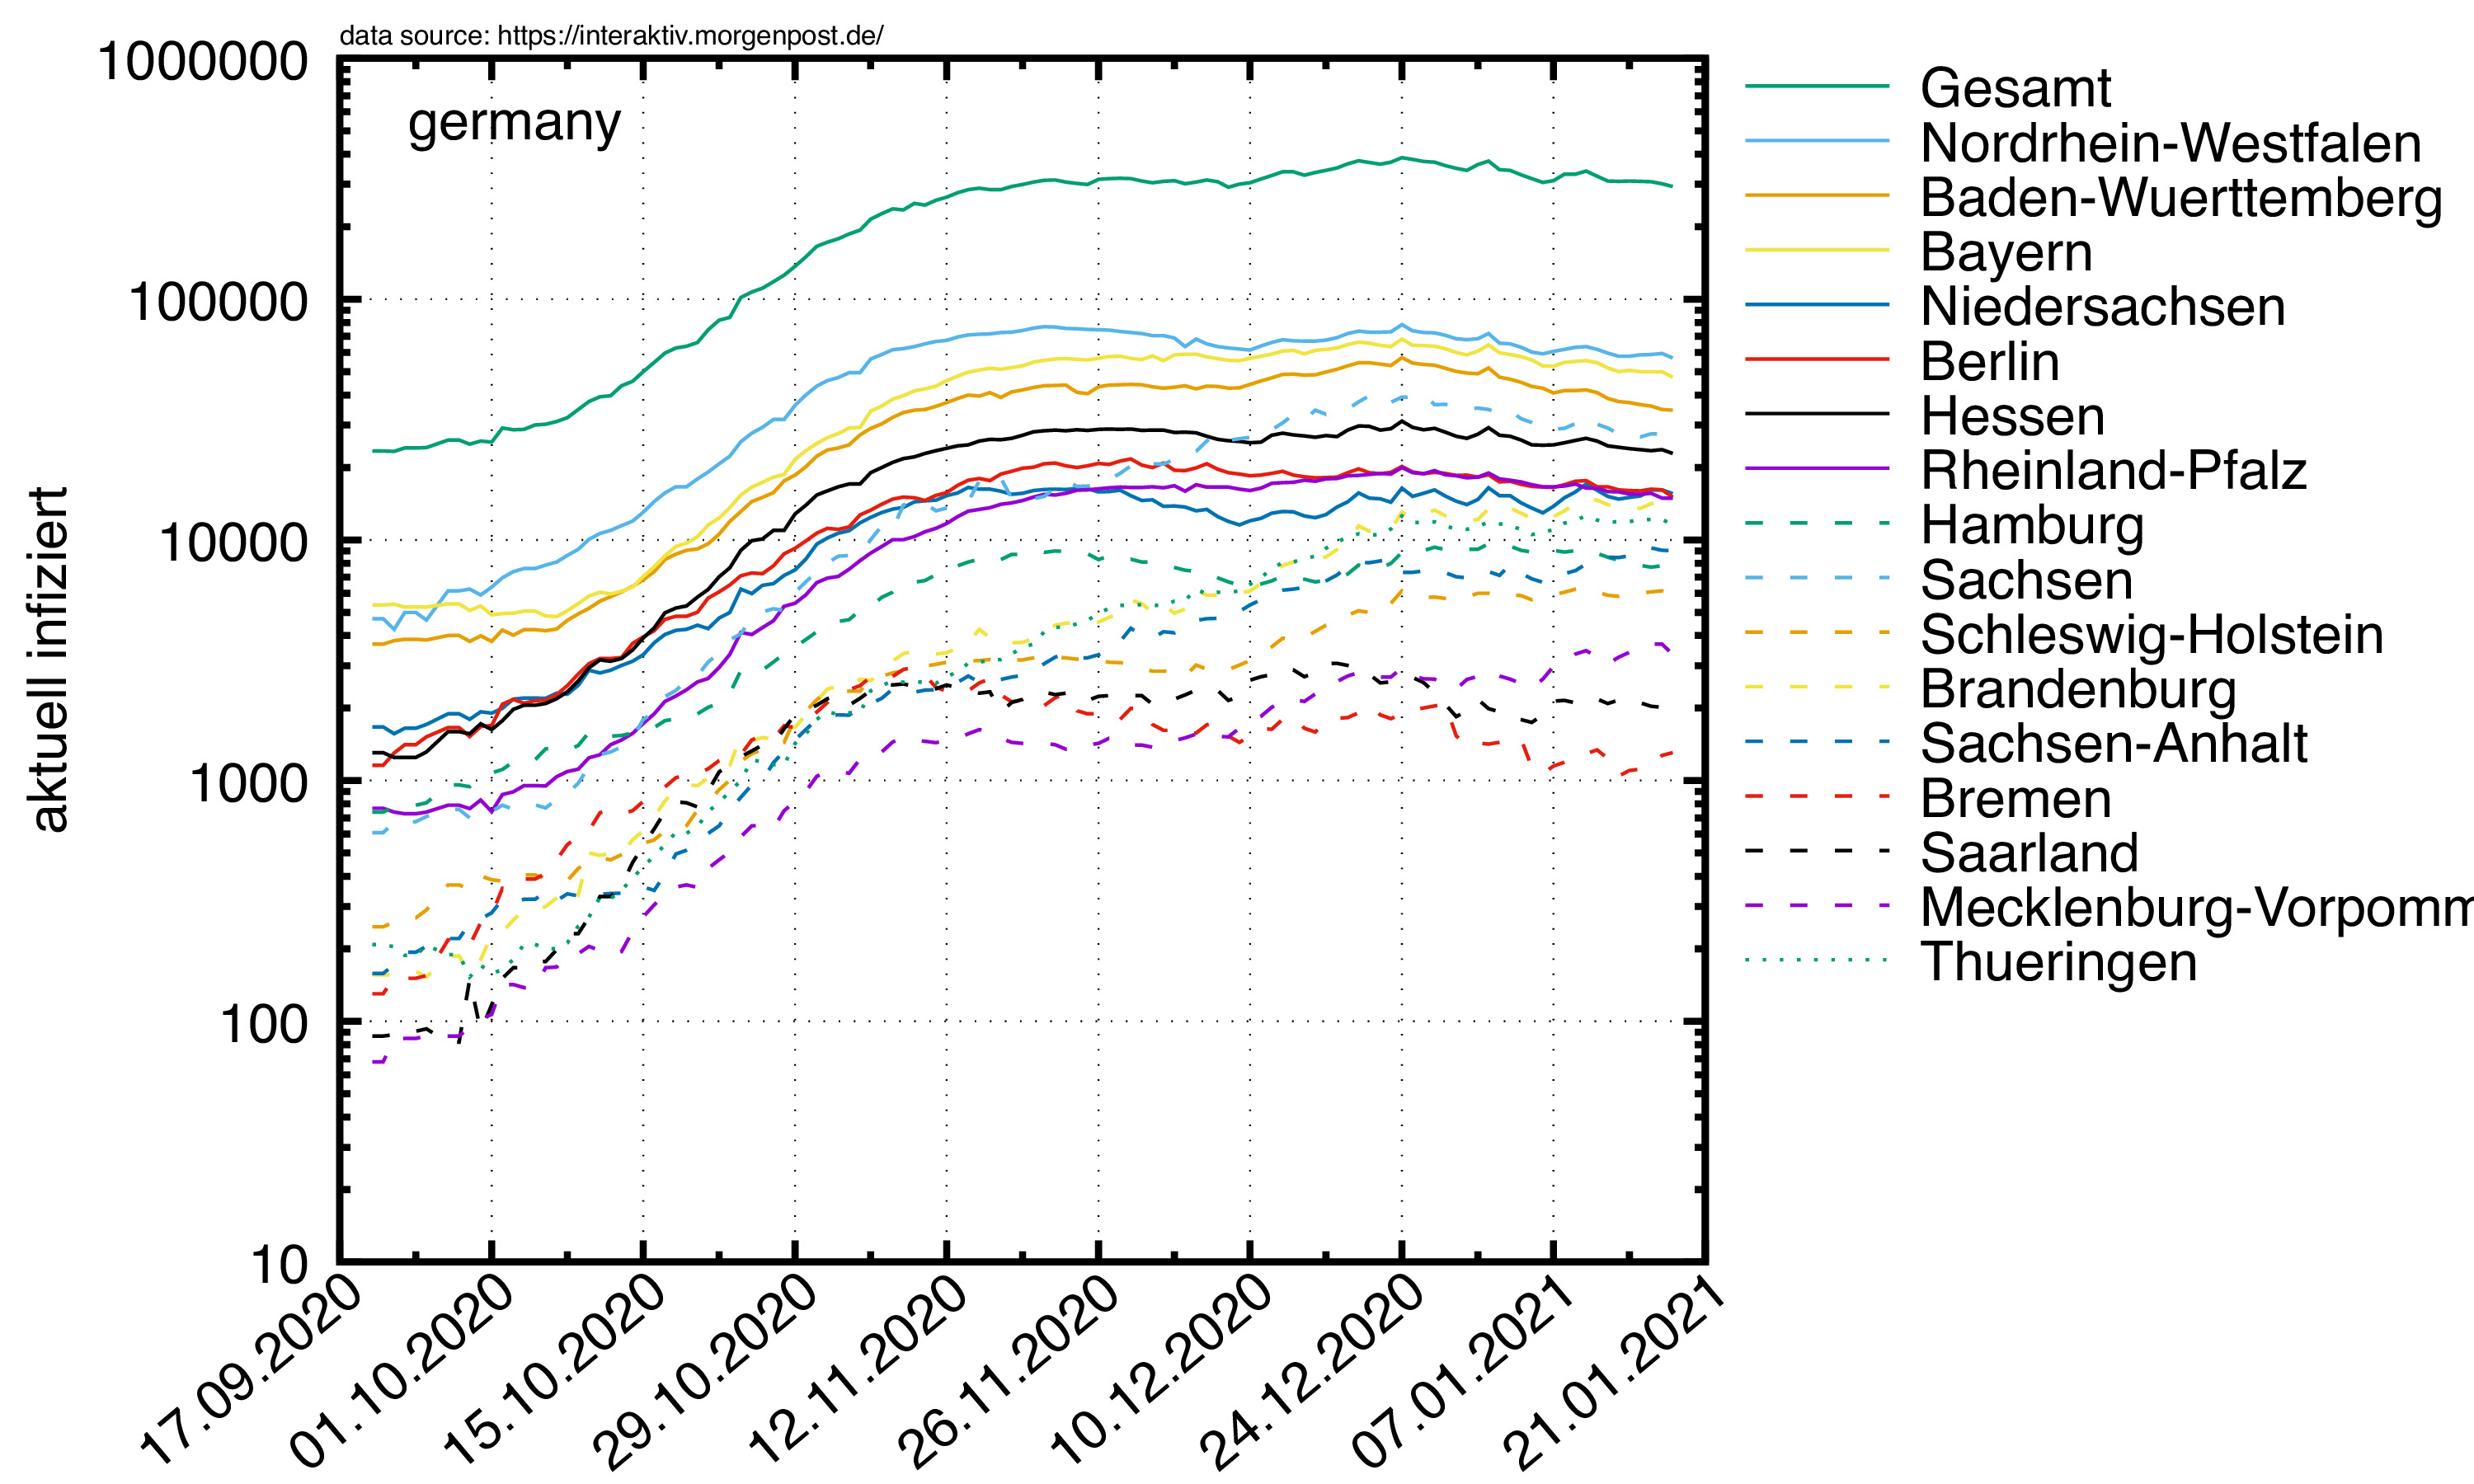 data source: https://interaktiv.morgenpost.de/
germany
aktuell infiziert
1000000
100000
10000
1000
100
10
17.09.2020
01.10.2020
15.10.2020
29.10.2020
12.11.2020
26.11.2020
10.12.2020
24.12.2020
07.01.2021
21.01.2021
Gesamt
Nordrhein-Westfalen
Baden-Wuerttemberg
Bayern
Niedersachsen
Berlin
Hessen
Rheinland-Pfalz
Hamburg
Sachsen
Schleswig-Holstein
Brandenburg
Sachsen-Anhalt
Bremen
Saarland
Mecklenburg-Vorpomm
Thueringen